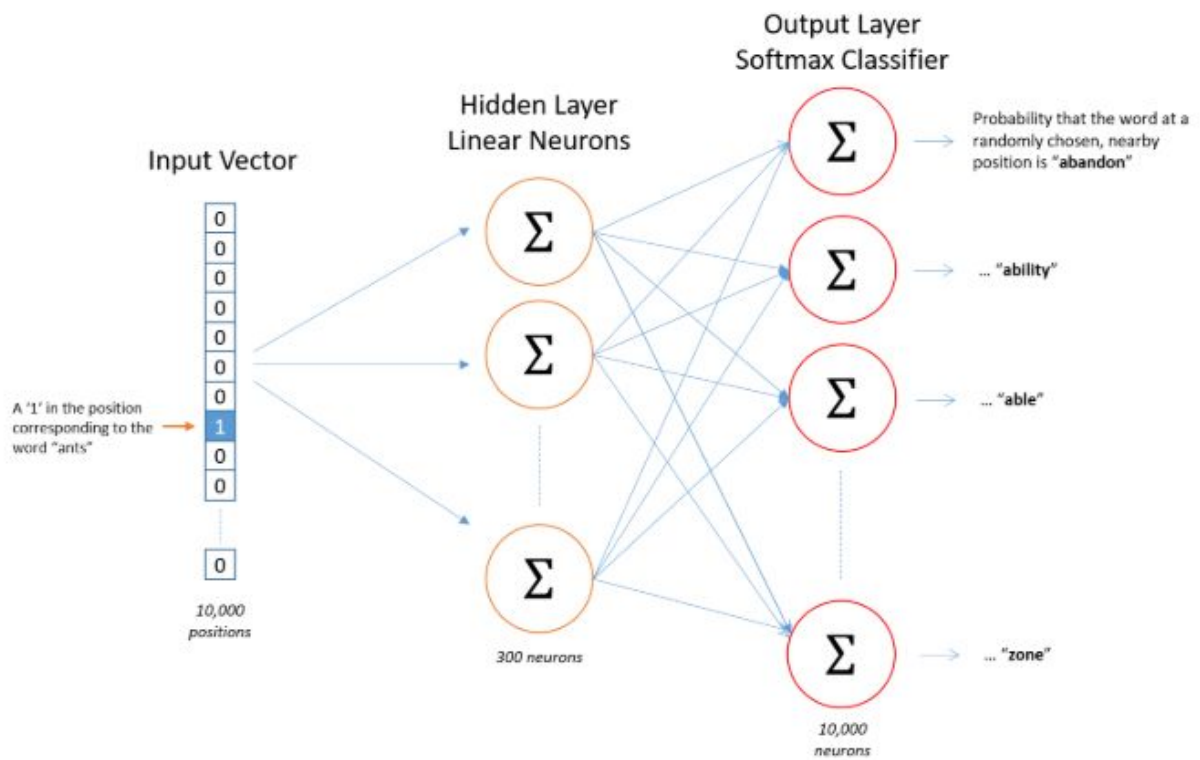 Output Layer
Softmax Classifier
Hidden Layer
Linear Neurons
Input Vector
0
0
0
0
0
0
0
1
0
0
0
A '1' in the position
corresponding to the
word "ants"
10,000
positions
Σ
Σ
Σ
300 neurons
Σ
Σ
Σ
Σ
10,000
neurons
Probability that the word at a
randomly chosen, nearby
position is "abandon"
... "ability"
... "able"
... "zone"